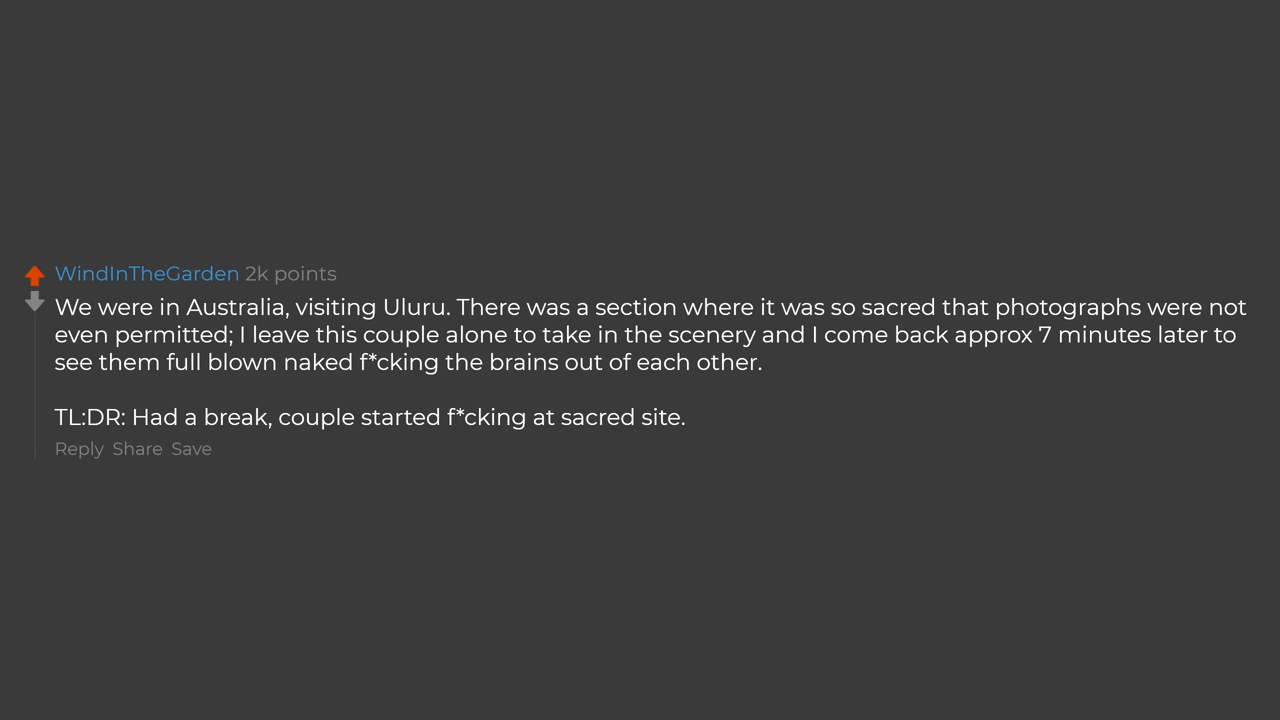 WindInTheGarden 2k points
We were in Australia, visiting Uluru. There was a section where it was so sacred that photographs were not
even permitted; I leave this couple alone to take in the scenery and I come back approx 7 minutes later to
see them full blown naked f*cking the brains out of each other.
TL:DR: Had a break, couple started f*cking at sacred site.
Reply Share Save